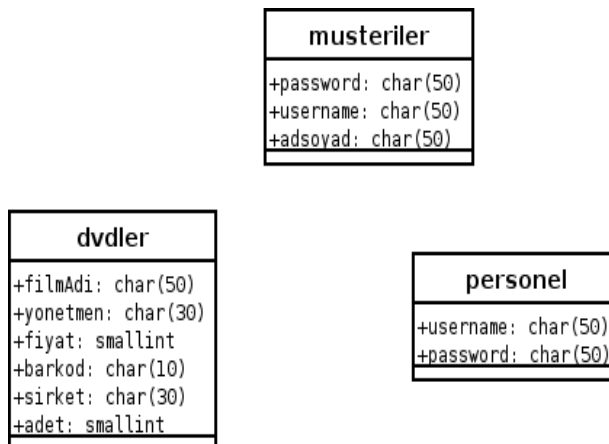 musteriler
+password: char(50)
+username: char(50)
+adsoyad: char(50)
dvdler
+filmAdi: char(50)
+yonetmen: char(30)
+fiyat: smallint
+barkod: char(10)
+sirket: char(30)
+adet: smallint
personel
+username: char(50)
+password: char(50)